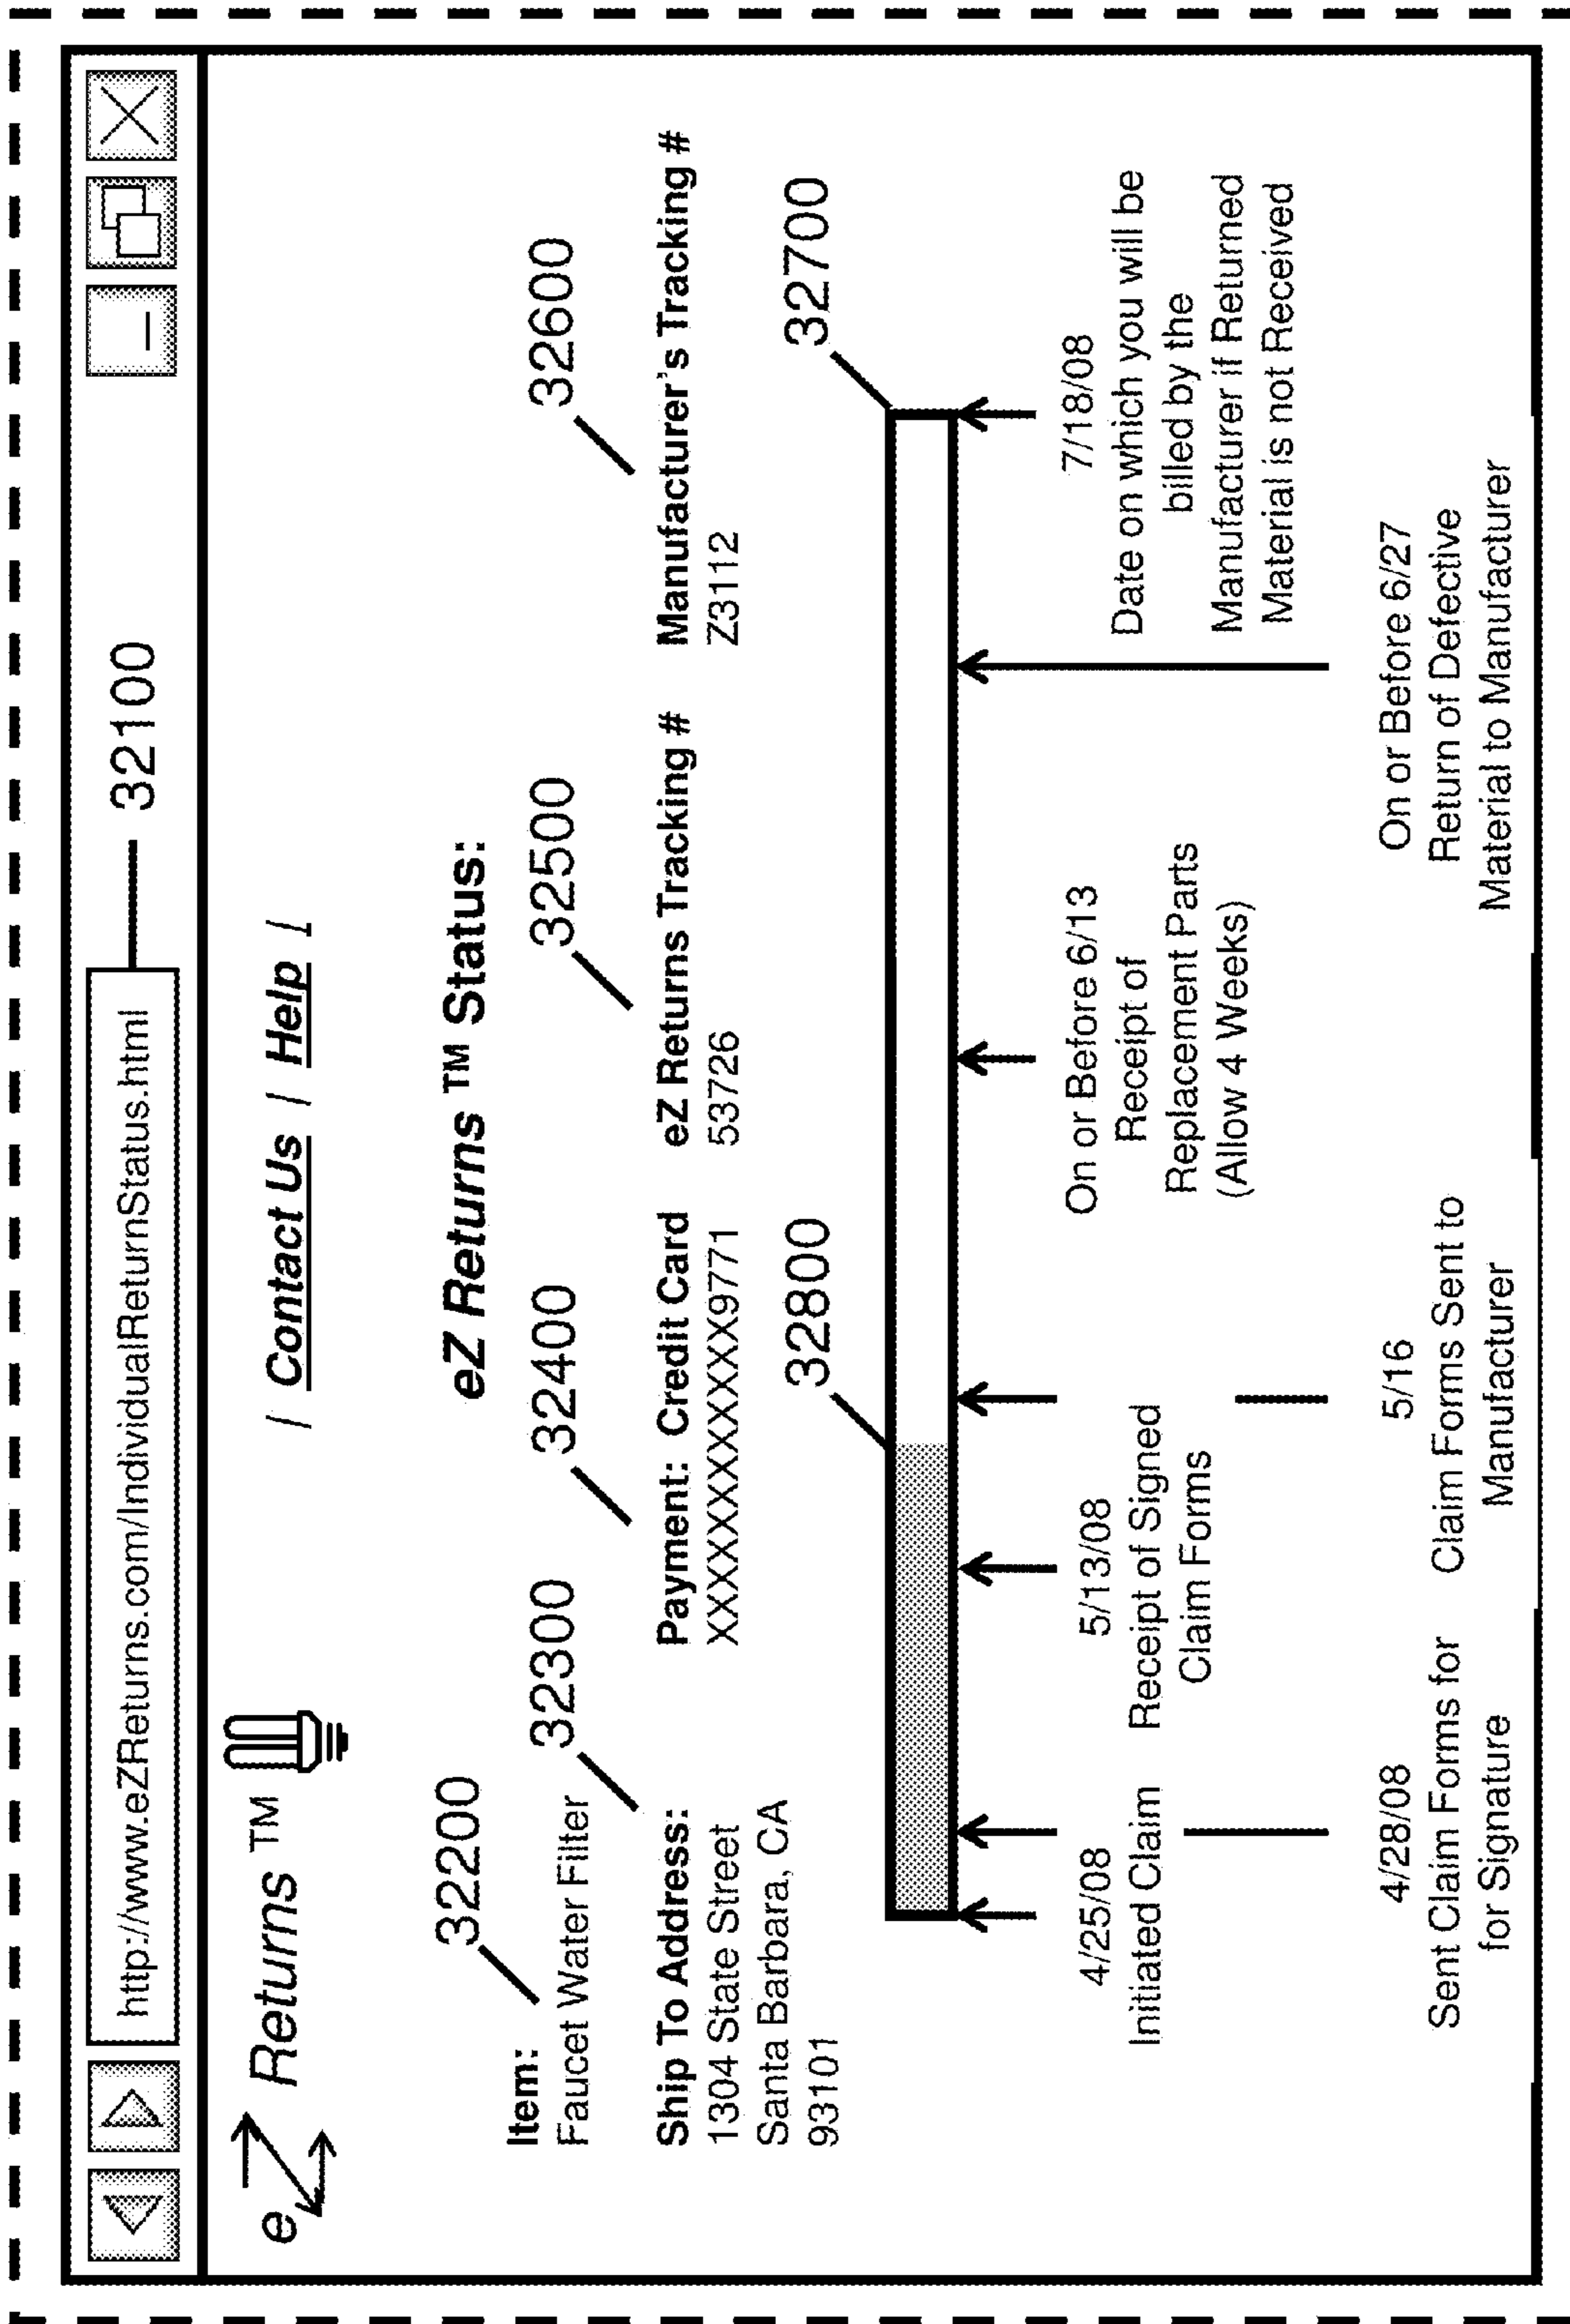 http://www.eZReturns.com/IndividualReturnStatus.html
32100
eZ Returns ™
/ Contact Us / Help /
eZ Returns ™ Status:
32200
Item:
Faucet Water Filter
32300
32400
32500
32600
Ship To Address:
1304 State Street
Santa Barbara, CA
93101
Payment: Credit Card
XXXXXXXXXXXX9771
eZ Returns Tracking #
53726
Manufacturer's Tracking #
Z3112
32800
32700
4/25/08
Initiated Claim
4/28/08
Sent Claim Forms for
for Signature
5/13/08
Receipt of Signed
Claim Forms
5/16
Claim Forms Sent to
Manufacturer
On or Before 6/13
Receipt of
Replacement Parts
(Allow 4 Weeks)
On or Before 6/27
Return of Defective
Material to Manufacturer
7/18/08
Date on which you will be
billed by the
Manufacturer if Returned
Material is not Received